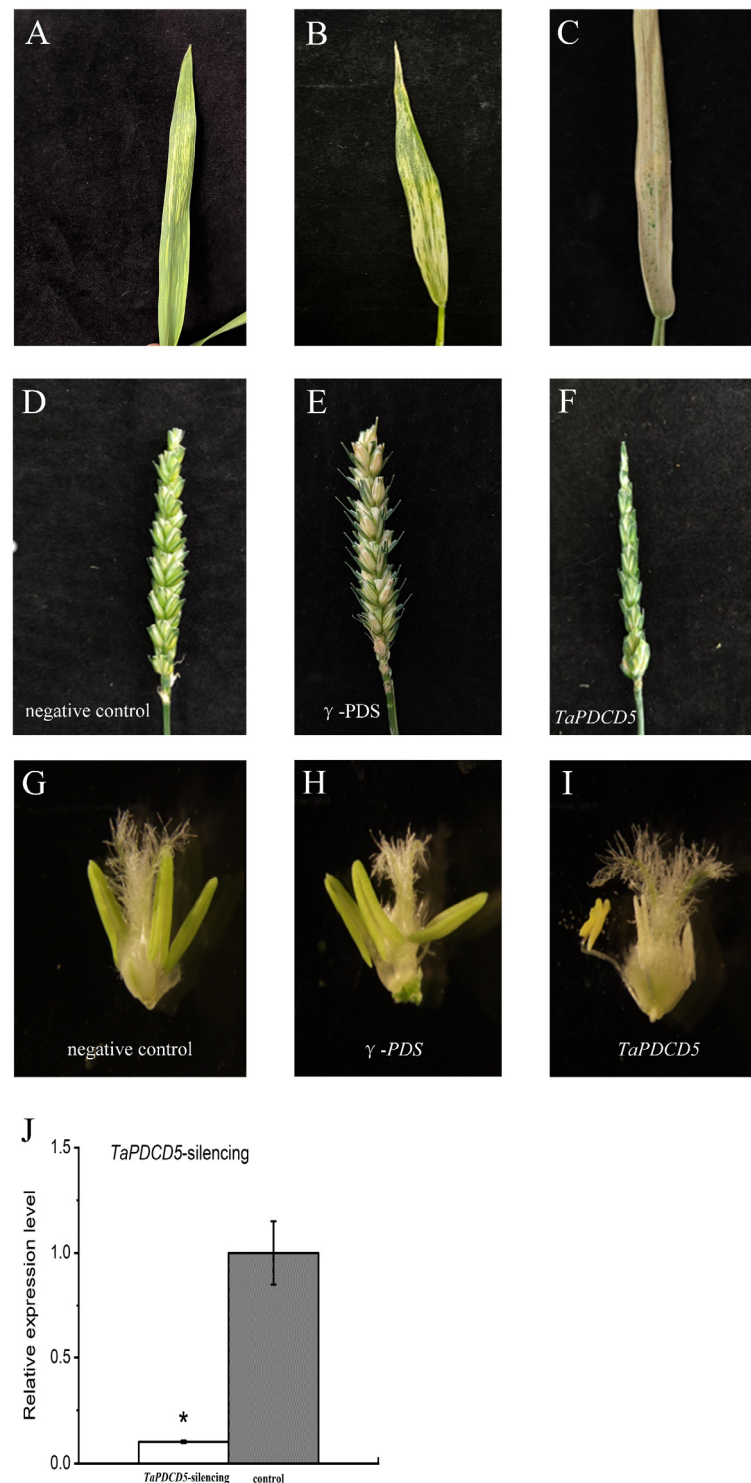 A
B
C
D
negative control
E
γ -PDS
F
TaPDCD5
G
negative control
H
γ -PDS
I
TaPDCD5
J
TaPDCD5-silencing
1.5
1.0
0.5
0.0
Relative expression level
*
TaPDCD5-silencing
control